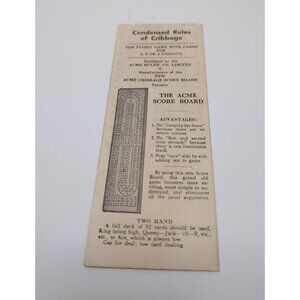 Condensed Rules
of Cribbage
THE FINEST GAME WITH CARDS
FOR
2, 3 OR 4 PERSONS
Published by the
ACME RULER CO. LIMITED
Manufacturers of the
NEW
ACME CRIBBAGE SCORE BOARD
Toronto
THE ACME
SCORE BOARD
ADVANTAGES:
1. No "jumping the fence"
because there are no
return corners.
2. No "first and second
your around," because
there is one continuous
track.
3. Pegs "race" side by side
adding zest to game.
By using this new Acme
Board, this grand old
game becomes more ex-
citing, more simple to un-
derstand, and eliminates
all the usual arguments.
TWO HAND
A full deck of 52 cards should be used,
King being high, Queen—Jack—10—9, etc,
etc., to Ace, which is always low.
Cut for deal; low card dealing.